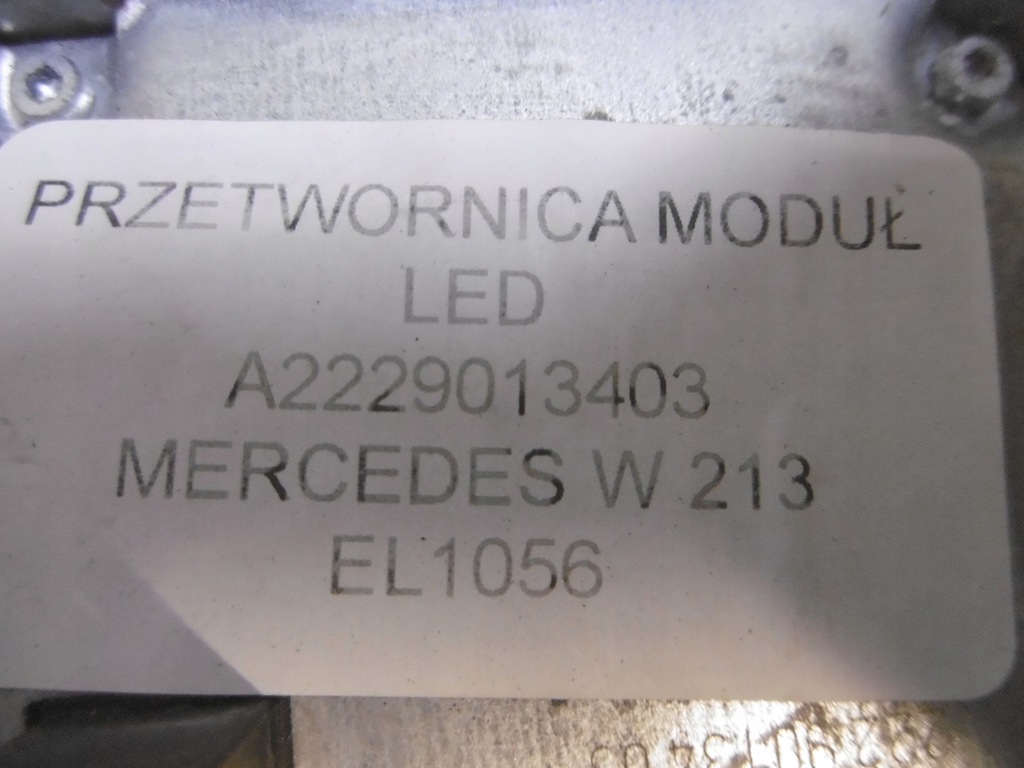 PRZETWORNICA MODUŁ
LED
A2229013403
MERCEDES W 213
EL1056